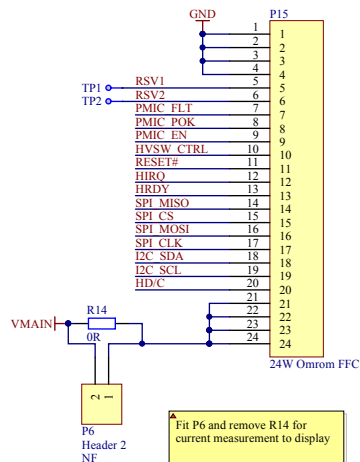 GND
P15
1 1
2 2
3 3
4 4
TP1 RSV1 5 5
TP2 RSV2 6 6
PMIC_FLT 7 7
PMIC_POK 8 8
PMIC_EN 9 9
HVSW_CTRL 10 10
RESET# 11 11
HIRQ 12 12
HRDY 13 13
SPI_MISO 14 14
SPI_CS 15 15
SPI_MOSI 16 16
SPI_CLK 17 17
I2C_SDA 18 18
I2C_SCL 19 19
HD/C 20 20
21 21
22 22
23 23
24 24
24W Omrom FFC
R14
VMAIN
0R
2 1
P6
Header 2
NF
Fit P6 and remove R14 for
current measurement to display